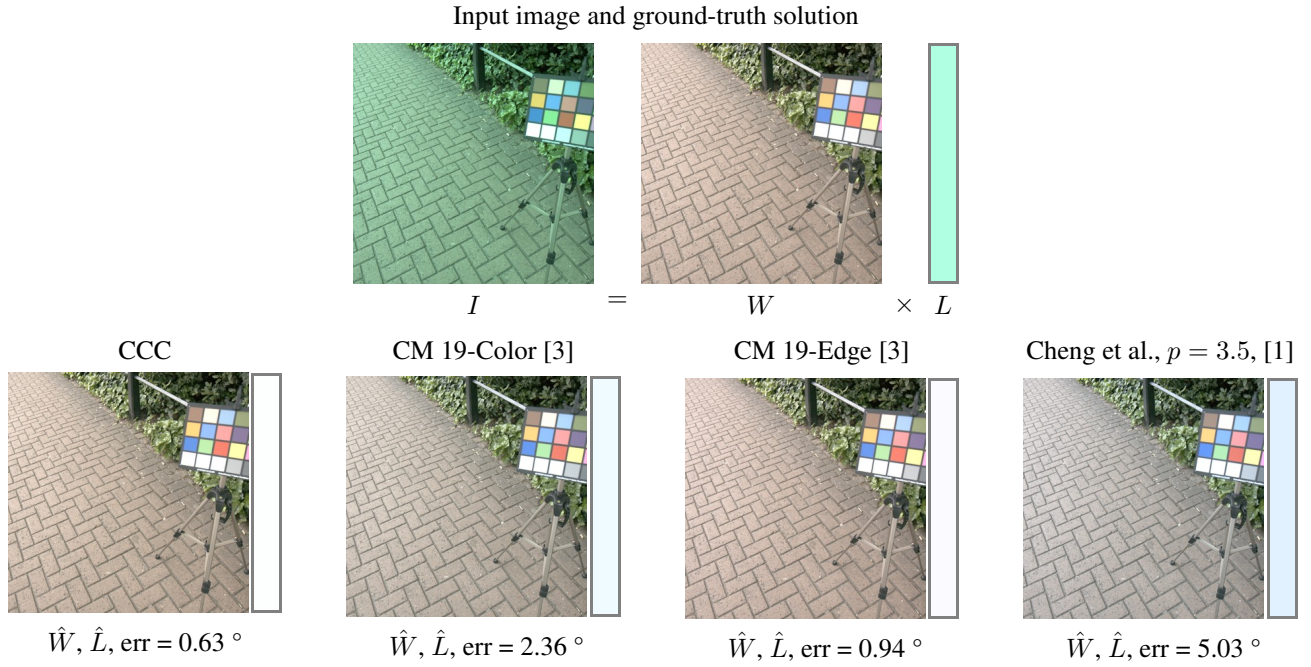 Input image and ground-truth solution
I = W × L
CCC
CM 19-Color [3]
CM 19-Edge [3]
Cheng et al., p = 3.5, [1]
Ŵ, L̂, err = 0.63 °
Ŵ, L̂, err = 2.36 °
Ŵ, L̂, err = 0.94 °
Ŵ, L̂, err = 5.03 °